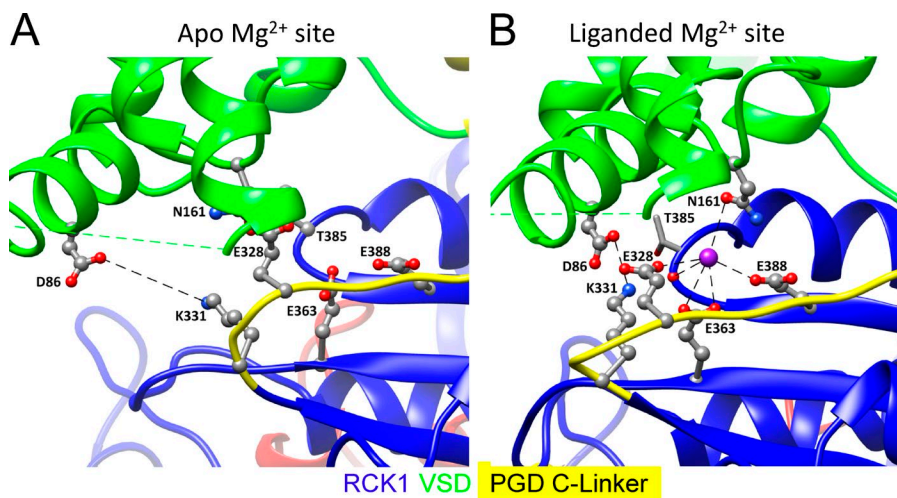 A
Apo Mg²⁺ site
N161
E328
T385
E388
D86
K331
E363
B
Liganded Mg²⁺ site
N161
T385
D86
E328
E388
K331
E363
RCK1 VSD PGD C-Linker